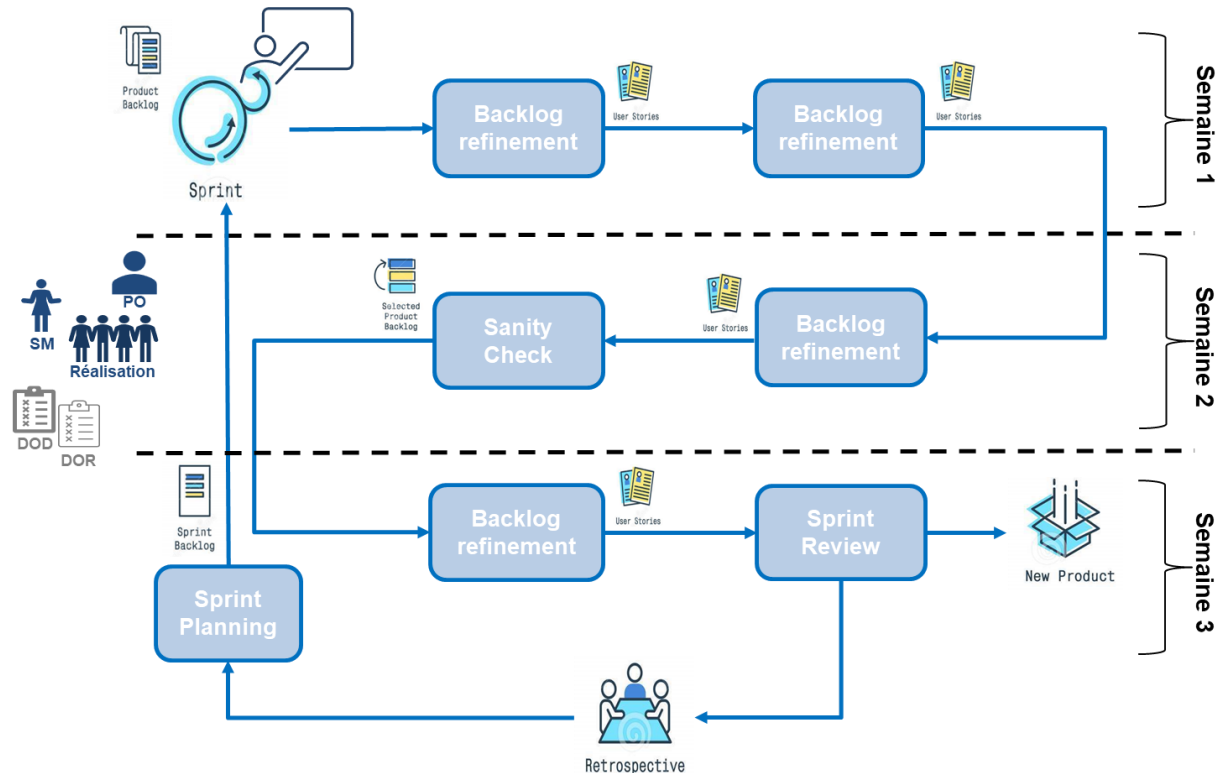 Product
Backlog
Sprint
Backlog
refinement
User Stories
Backlog
refinement
User Stories
Semaine 1
PO
SM
Réalisation
DOD
DOR
Selected
Product
Backlog
Sanity
Check
User Stories
Backlog
refinement
Semaine 2
Sprint
Backlog
Sprint
Planning
Backlog
refinement
User Stories
Sprint
Review
New Product
Semaine 3
Retrospective